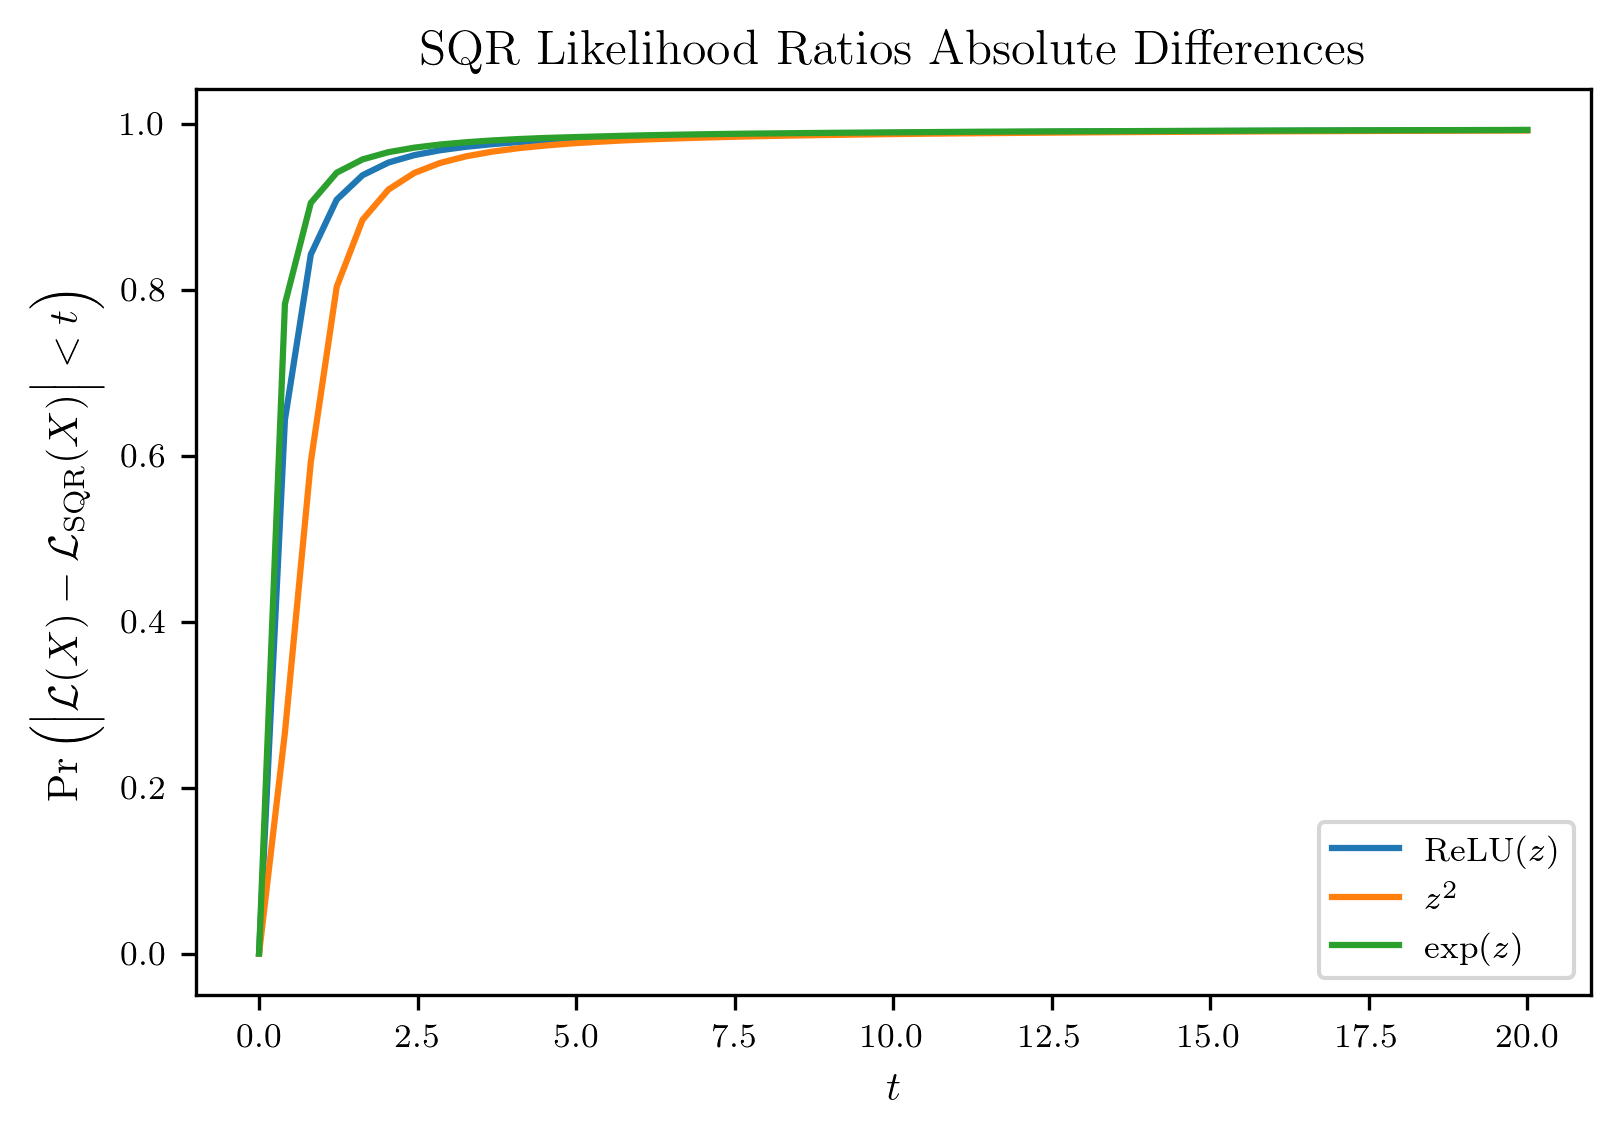 SQR Likelihood Ratios Absolute Differences
Pr (|ℒ(X) − ℒ_SQR(X)| < t)
1.0
0.8
0.6
0.4
0.2
0.0
0.0 2.5 5.0 7.5 10.0 12.5 15.0 17.5 20.0
t
ReLU(z)
z²
exp(z)